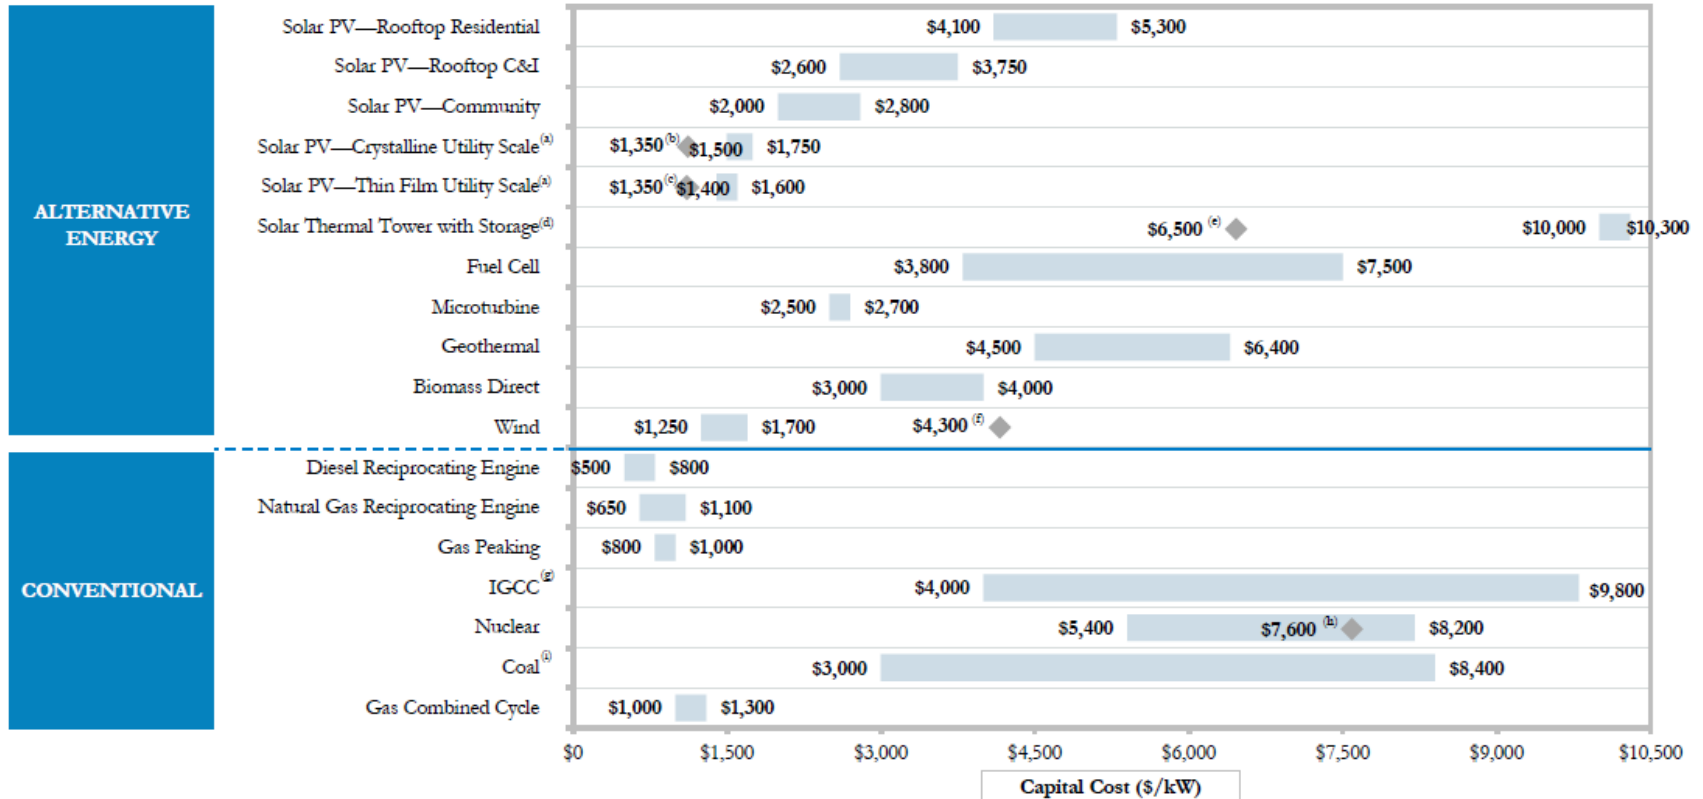 ALTERNATIVE
ENERGY
Solar PV—Rooftop Residential $4,100 $5,300
Solar PV—Rooftop C&I $2,600 $3,750
Solar PV—Community $2,000 $2,800
Solar PV—Crystalline Utility Scale(a) $1,350(b) $1,500 $1,750
Solar PV—Thin Film Utility Scale(a) $1,350(c) $1,400 $1,600
Solar Thermal Tower with Storage(d) $6,500 (e) $10,000 $10,300
Fuel Cell $3,800 $7,500
Microturbine $2,500 $2,700
Geothermal $4,500 $6,400
Biomass Direct $3,000 $4,000
Wind $1,250 $1,700 $4,300 (f)
CONVENTIONAL
Diesel Reciprocating Engine $500 $800
Natural Gas Reciprocating Engine $650 $1,100
Gas Peaking $800 $1,000
IGCC(g) $4,000 $9,800
Nuclear $5,400 $7,600 (h) $8,200
Coal(i) $3,000 $8,400
Gas Combined Cycle $1,000 $1,300
$0 $1,500 $3,000 $4,500 $6,000 $7,500 $9,000 $10,500
Capital Cost ($/kW)